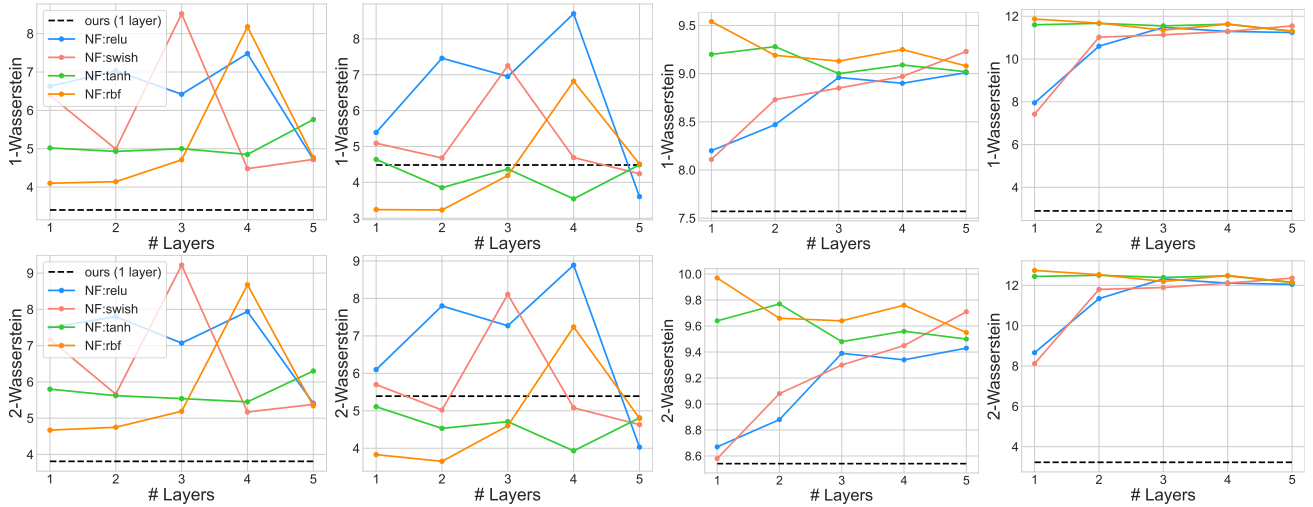 1-Wasserstein
8
7
6
5
4
ours (1 layer)
NF:relu
NF:swish
NF:tanh
NF:rbf
1 2 3 4 5
# Layers
1-Wasserstein
8
7
6
5
4
3
1 2 3 4 5
# Layers
1-Wasserstein
9.5
9.0
8.5
8.0
7.5
1 2 3 4 5
# Layers
1-Wasserstein
12
10
8
6
4
1 2 3 4 5
# Layers
2-Wasserstein
9
8
7
6
5
4
ours (1 layer)
NF:relu
NF:swish
NF:tanh
NF:rbf
1 2 3 4 5
# Layers
2-Wasserstein
9
8
7
6
5
4
1 2 3 4 5
# Layers
2-Wasserstein
10.0
9.8
9.6
9.4
9.2
9.0
8.8
8.6
1 2 3 4 5
# Layers
2-Wasserstein
12
10
8
6
4
1 2 3 4 5
# Layers